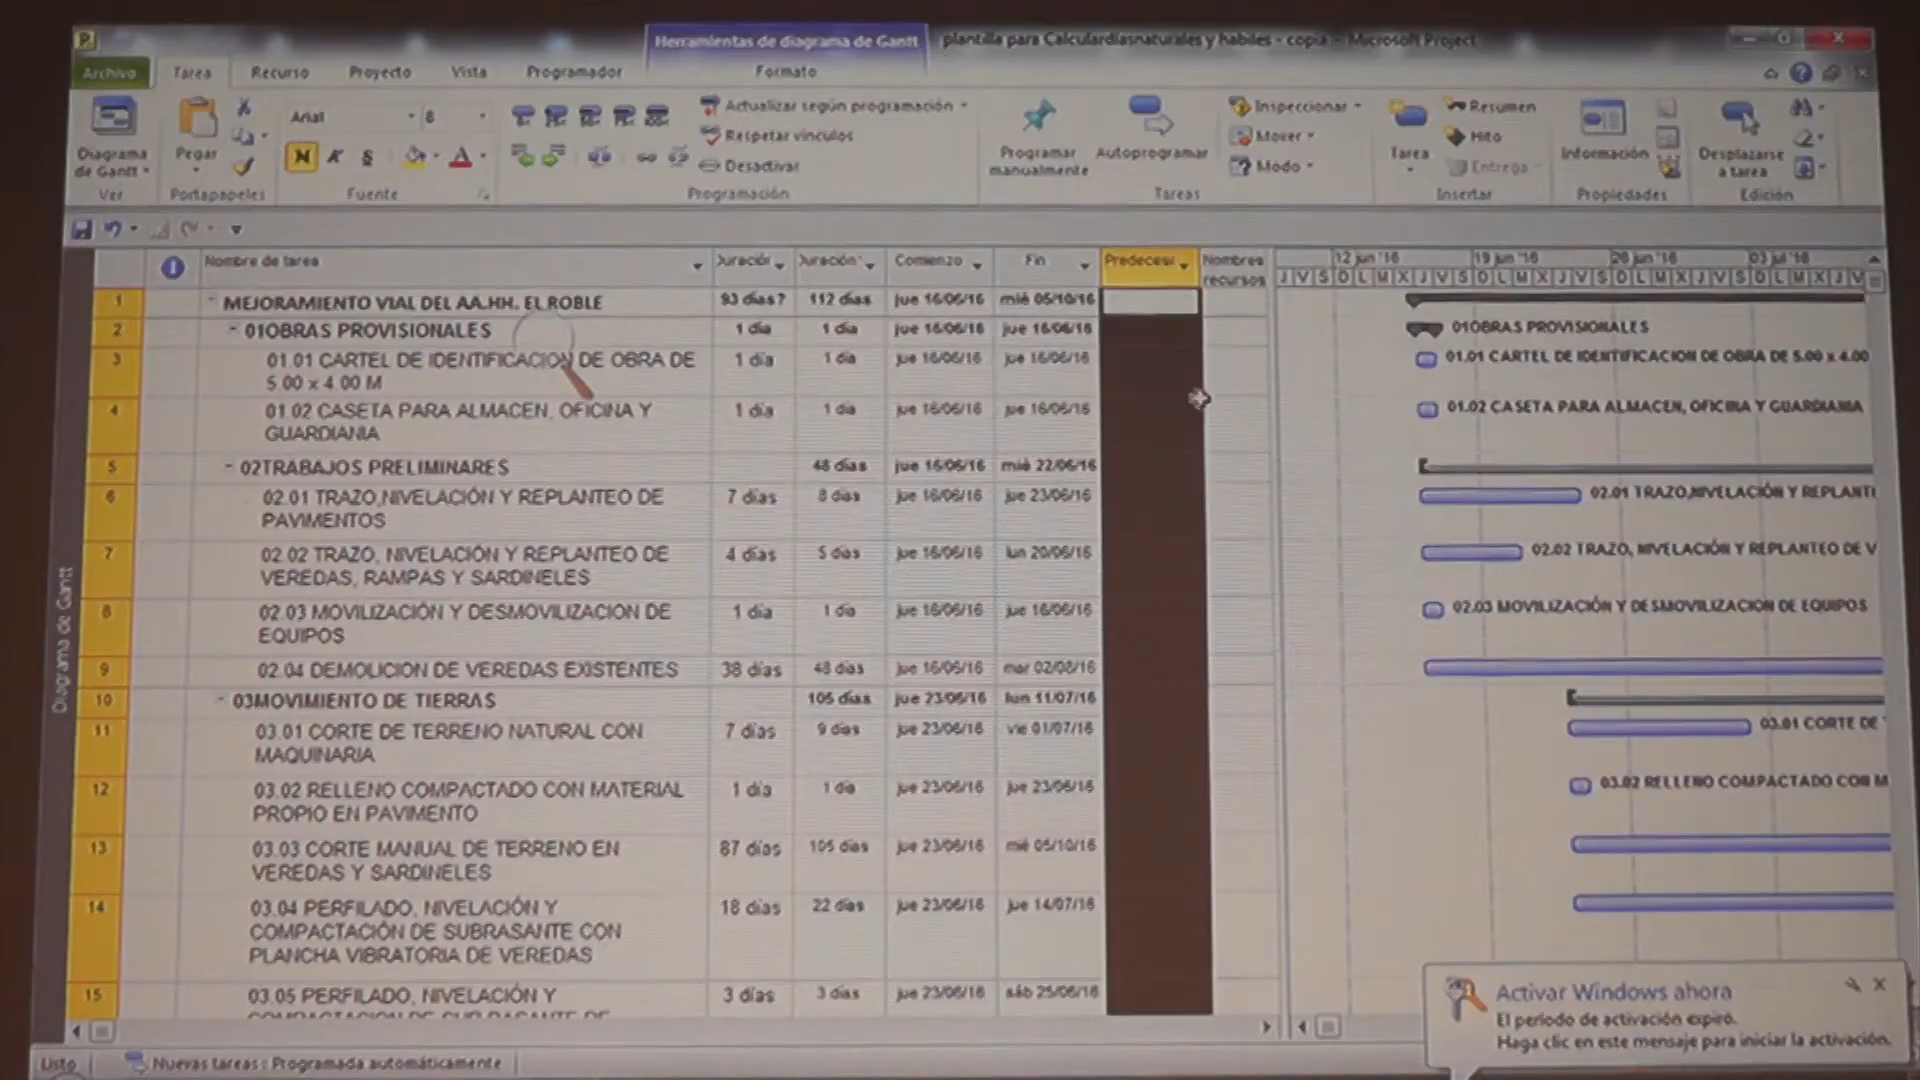 Herramientas de diagrama de Gantt
plantilla para Calculardiasnaturales y habiles - copia - Microsoft Project
Archivo Tarea Recurso Proyecto Vista Programador Formato
Arial 8
N K S
Diagrama de Gantt
Pegar
Actualizar según programación
Respetar vínculos
Desactivar
Programar manualmente
Autoprogramar
Inspeccionar
Mover
Modo
Tarea
Resumen
Hito
Entrega
Información
Desplazarse a tarea
Ver Portapapeles Fuente Programación Tareas Insertar Propiedades Edición
Nombre de tarea Duración Duración Comienzo Fin Predecesor Nombres recursos
12 jun '16 19 jun '16 26 jun '16 03 jul '16
J V S D L M X J V S D L M X J V S D L M X J V S D L M X J V
1 MEJORAMIENTO VIAL DEL AA.HH. EL ROBLE 93 días? 112 días jue 16/06/16 mié 05/10/16
2 01OBRAS PROVISIONALES 1 día 1 día jue 16/06/16 jue 16/06/16 01OBRAS PROVISIONALES
3 01.01 CARTEL DE IDENTIFICACION DE OBRA DE 5.00 x 4.00 M 1 día 1 día jue 16/06/16 jue 16/06/16 01.01 CARTEL DE IDENTIFICACION DE OBRA DE 5.00 x 4.00
4 01.02 CASETA PARA ALMACEN, OFICINA Y GUARDIANIA 1 día 1 día jue 16/06/16 jue 16/06/16 01.02 CASETA PARA ALMACEN, OFICINA Y GUARDIANIA
5 02TRABAJOS PRELIMINARES 48 días jue 16/06/16 mié 22/06/16
6 02.01 TRAZO,NIVELACIÓN Y REPLANTEO DE PAVIMENTOS 7 días 8 días jue 16/06/16 jue 23/06/16 02.01 TRAZO,NIVELACIÓN Y REPLANTE
7 02.02 TRAZO, NIVELACIÓN Y REPLANTEO DE VEREDAS, RAMPAS Y SARDINELES 4 días 5 días jue 16/06/16 lun 20/06/16 02.02 TRAZO, NIVELACIÓN Y REPLANTEO DE V
8 02.03 MOVILIZACIÓN Y DESMOVILIZACION DE EQUIPOS 1 día 1 día jue 16/06/16 jue 16/06/16 02.03 MOVILIZACIÓN Y DESMOVILIZACION DE EQUIPOS
9 02.04 DEMOLICION DE VEREDAS EXISTENTES 38 días 48 días jue 16/06/16 mar 02/08/16
10 03MOVIMIENTO DE TIERRAS 105 días jue 23/06/16 lun 11/07/16
11 03.01 CORTE DE TERRENO NATURAL CON MAQUINARIA 7 días 9 días jue 23/06/16 vie 01/07/16 03.01 CORTE DE
12 03.02 RELLENO COMPACTADO CON MATERIAL PROPIO EN PAVIMENTO 1 día 1 día jue 23/06/16 jue 23/06/16 03.02 RELLENO COMPACTADO CON M
13 03.03 CORTE MANUAL DE TERRENO EN VEREDAS Y SARDINELES 87 días 105 días jue 23/06/16 mié 05/10/16
14 03.04 PERFILADO, NIVELACIÓN Y COMPACTACIÓN DE SUBRASANTE CON PLANCHA VIBRATORIA DE VEREDAS 18 días 22 días jue 23/06/16 jue 14/07/16
15 03.05 PERFILADO, NIVELACIÓN Y COMPACTACION DE SUB RASANTE DE 3 días 3 días jue 23/06/16 sáb 25/06/16
Diagrama de Gantt
Activar Windows ahora
El período de activación expiró.
Haga clic en este mensaje para iniciar la activación.
Listo Nuevas tareas : Programada automáticamente